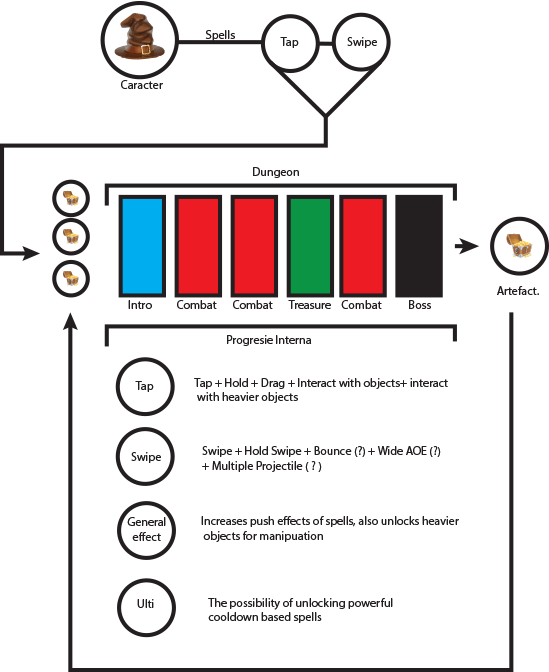 Spells
Tap
Swipe
Caracter
Dungeon
Intro
Combat
Combat
Treasure
Combat
Boss
Artefact.
Progresie Interna
Tap
Tap + Hold + Drag + Interact with objects+ interact
with heavier objects
Swipe
Swipe + Hold Swipe + Bounce (?) + Wide AOE (?)
+ Multiple Projectile ( ? )
General
effect
Increases push effects of spells, also unlocks heavier
objects for manipuation
Ulti
The possibility of unlocking powerful
cooldown based spells